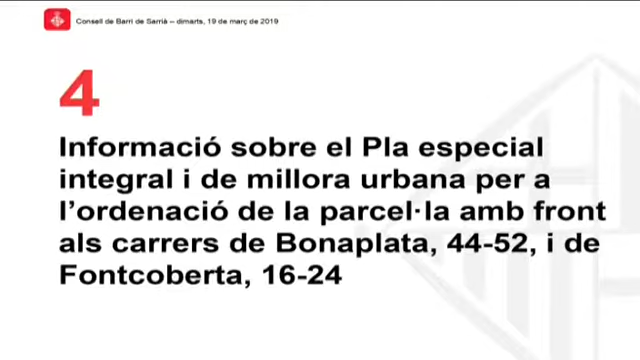 Consell de Barri de Sarrià – dimarts, 19 de març de 2019
4
Informació sobre el Pla especial
integral i de millora urbana per a
l’ordenació de la parcel·la amb front
als carrers de Bonaplata, 44-52, i de
Fontcoberta, 16-24